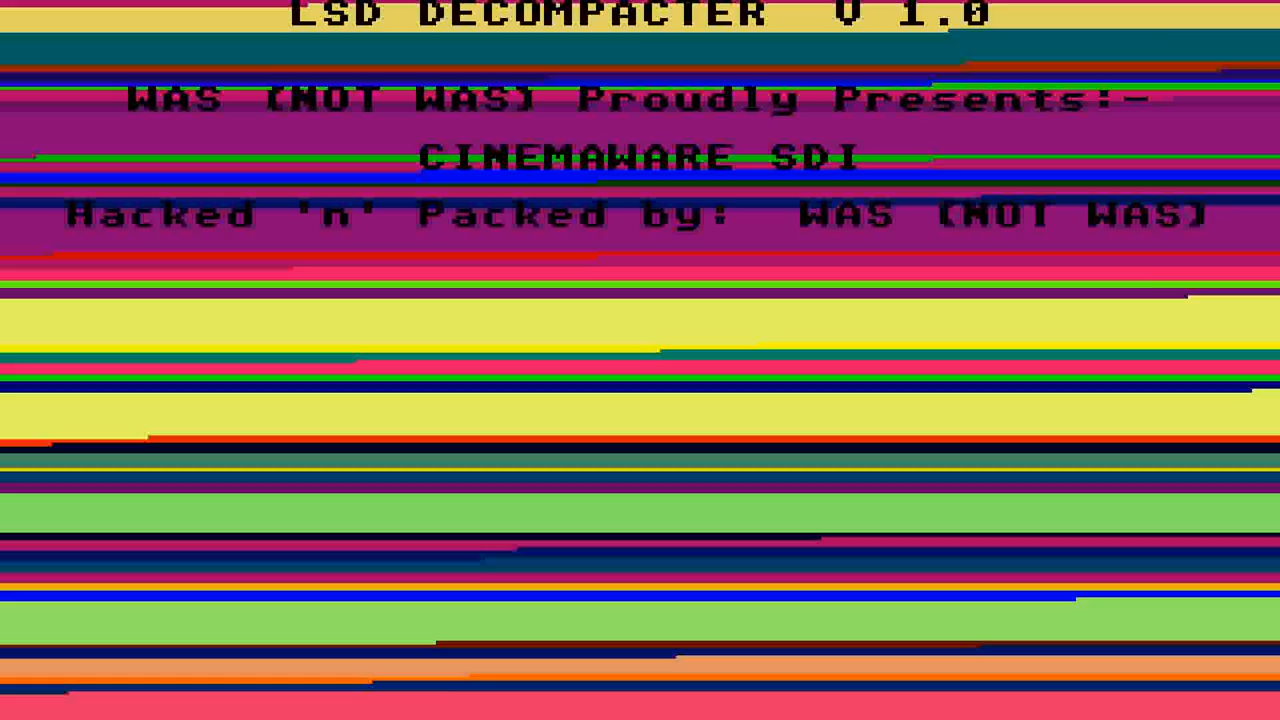 LSD DECOMPACTER V 1.0
WAS (NOT WAS) Proudly Presents:-
CINEMAWARE SDI
Hacked 'n' Packed by: WAS (NOT WAS)